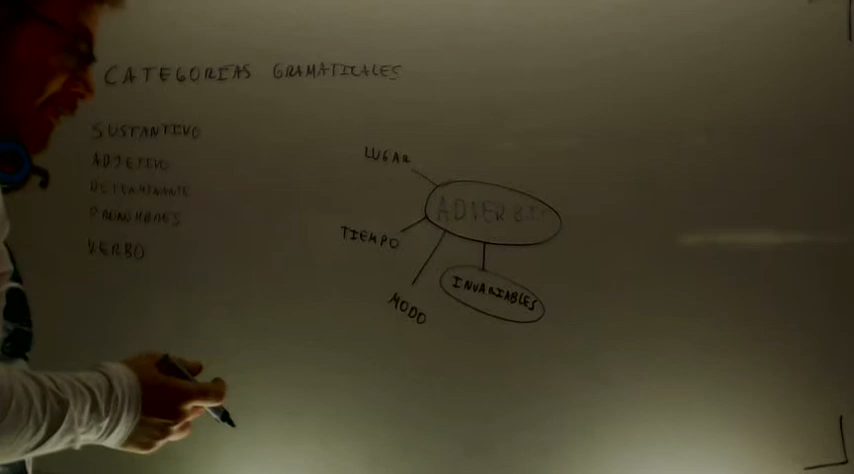 CATEGORIAS GRAMATICALES
SUSTANTIVO
ADJETIVO
DETERMINANTE
PRONOMBRES
VERBO
LUGAR
ADVERBIO
TIEMPO
INVARIABLES
MODO